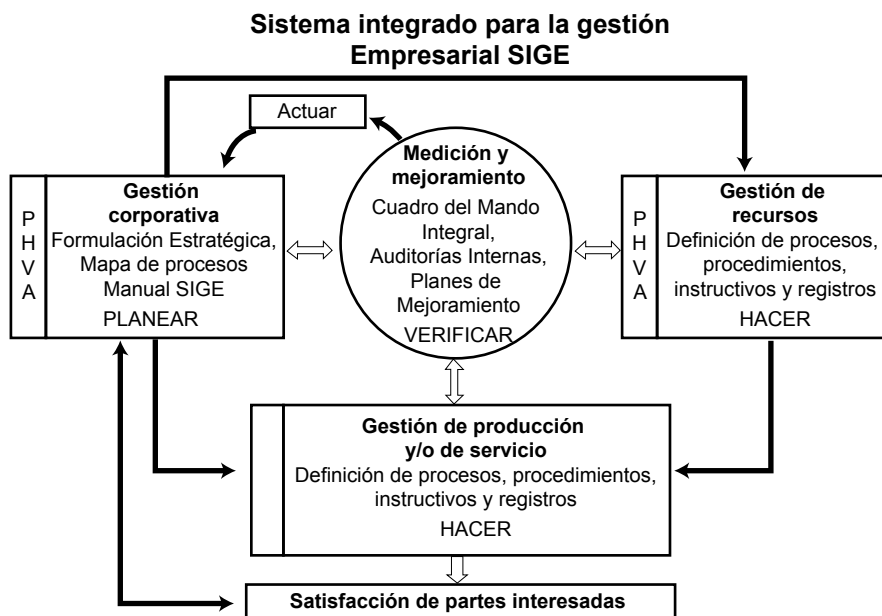 Sistema integrado para la gestión
Empresarial SIGE
Actuar
P
H
V
A
Gestión
corporativa
Formulación Estratégica,
Mapa de procesos
Manual SIGE
PLANEAR
Medición y
mejoramiento
Cuadro del Mando
Integral,
Auditorías Internas,
Planes de
Mejoramiento
VERIFICAR
P
H
V
A
Gestión de
recursos
Definición de procesos,
procedimientos,
instructivos y registros
HACER
Gestión de producción
y/o de servicio
Definición de procesos, procedimientos,
instructivos y registros
HACER
Satisfacción de partes interesadas